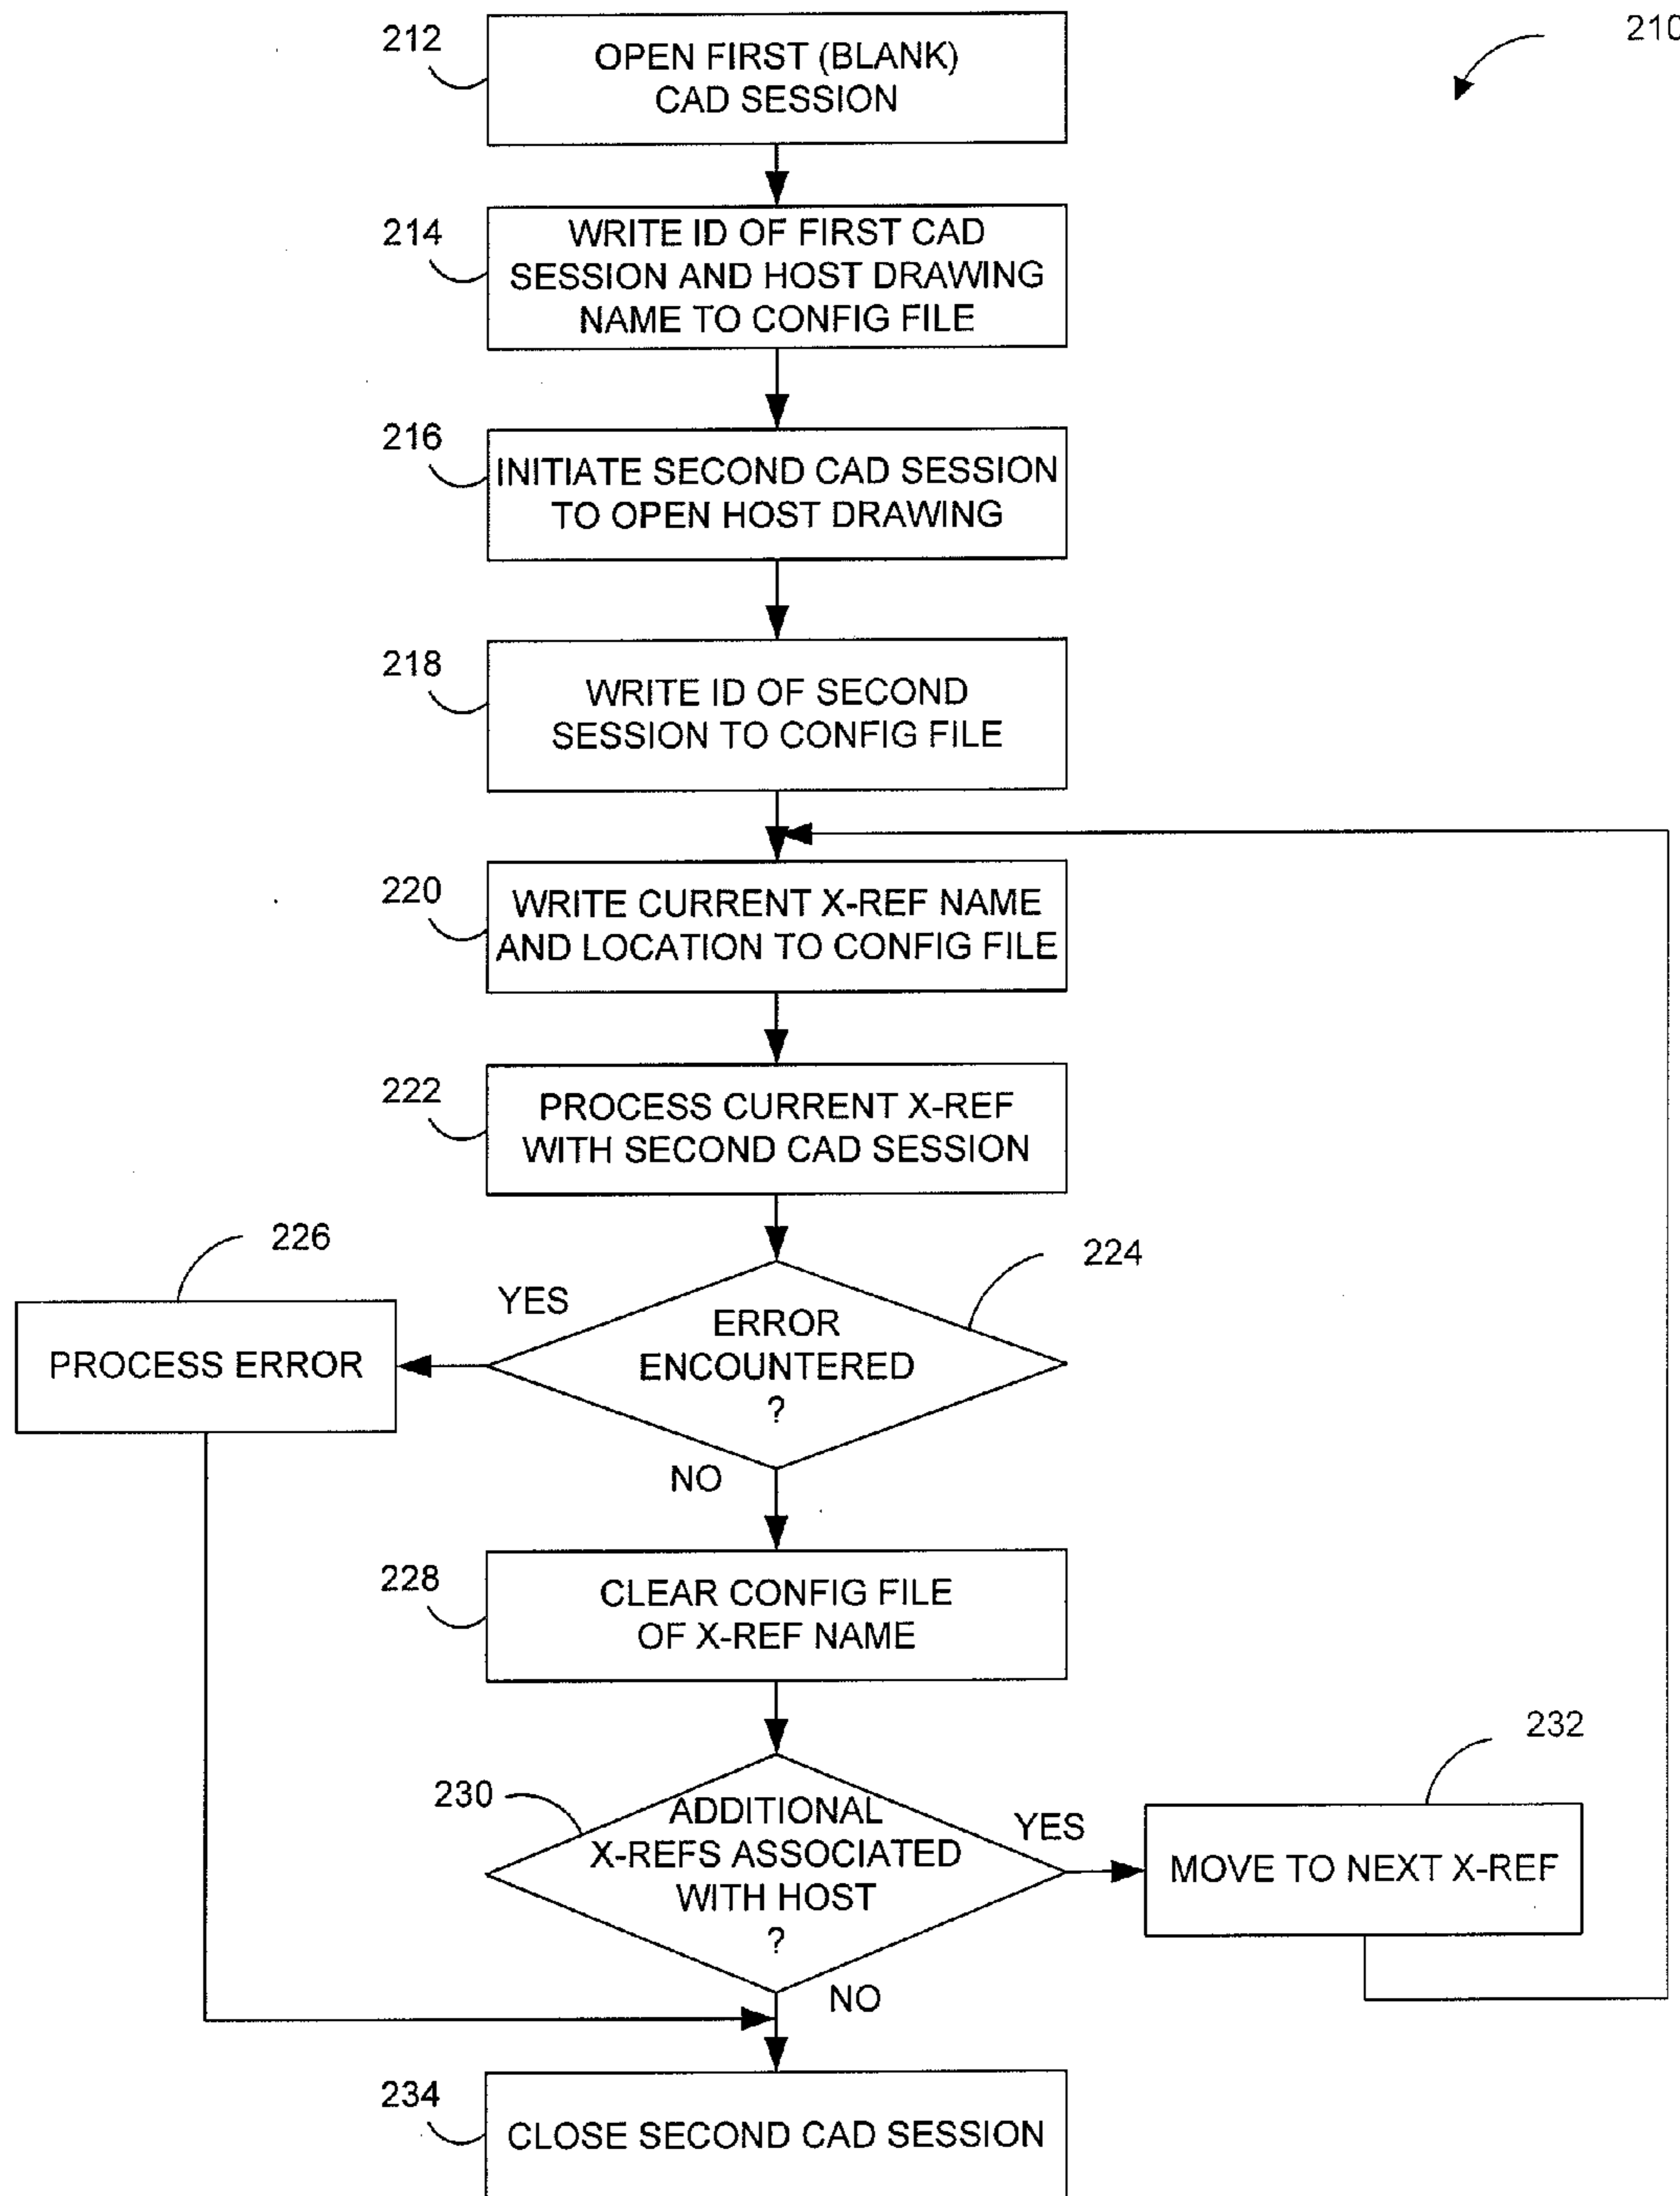 210
212
OPEN FIRST (BLANK)
CAD SESSION
214
WRITE ID OF FIRST CAD
SESSION AND HOST DRAWING
NAME TO CONFIG FILE
216
INITIATE SECOND CAD SESSION
TO OPEN HOST DRAWING
218
WRITE ID OF SECOND
SESSION TO CONFIG FILE
220
WRITE CURRENT X-REF NAME
AND LOCATION TO CONFIG FILE
222
PROCESS CURRENT X-REF
WITH SECOND CAD SESSION
224
ERROR
ENCOUNTERED
?
YES
226
PROCESS ERROR
NO
228
CLEAR CONFIG FILE
OF X-REF NAME
230
ADDITIONAL
X-REFS ASSOCIATED
WITH HOST
?
YES
232
MOVE TO NEXT X-REF
NO
234
CLOSE SECOND CAD SESSION